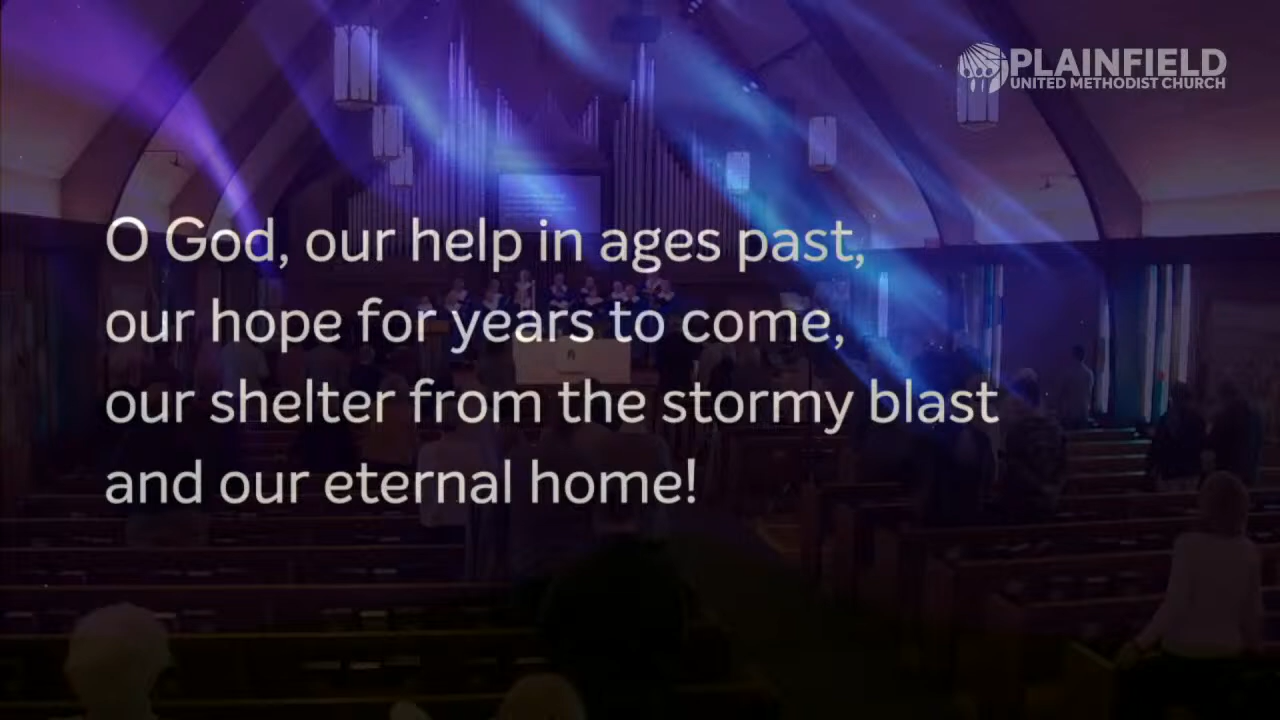 PLAINFIELD
UNITED METHODIST CHURCH
O God, our help in ages past,
our hope for years to come,
our shelter from the stormy blast
and our eternal home!